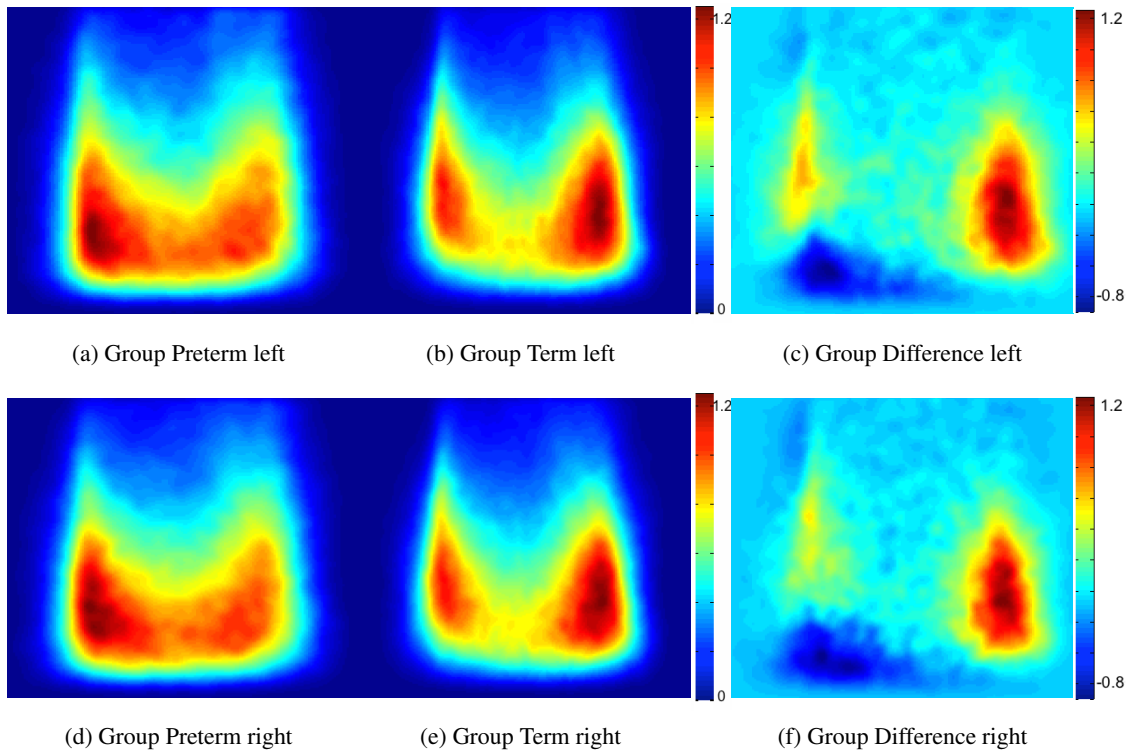 1.2
1.2
0
-0.8
(a) Group Preterm left
(b) Group Term left
(c) Group Difference left
1.2
1.2
0
-0.8
(d) Group Preterm right
(e) Group Term right
(f) Group Difference right